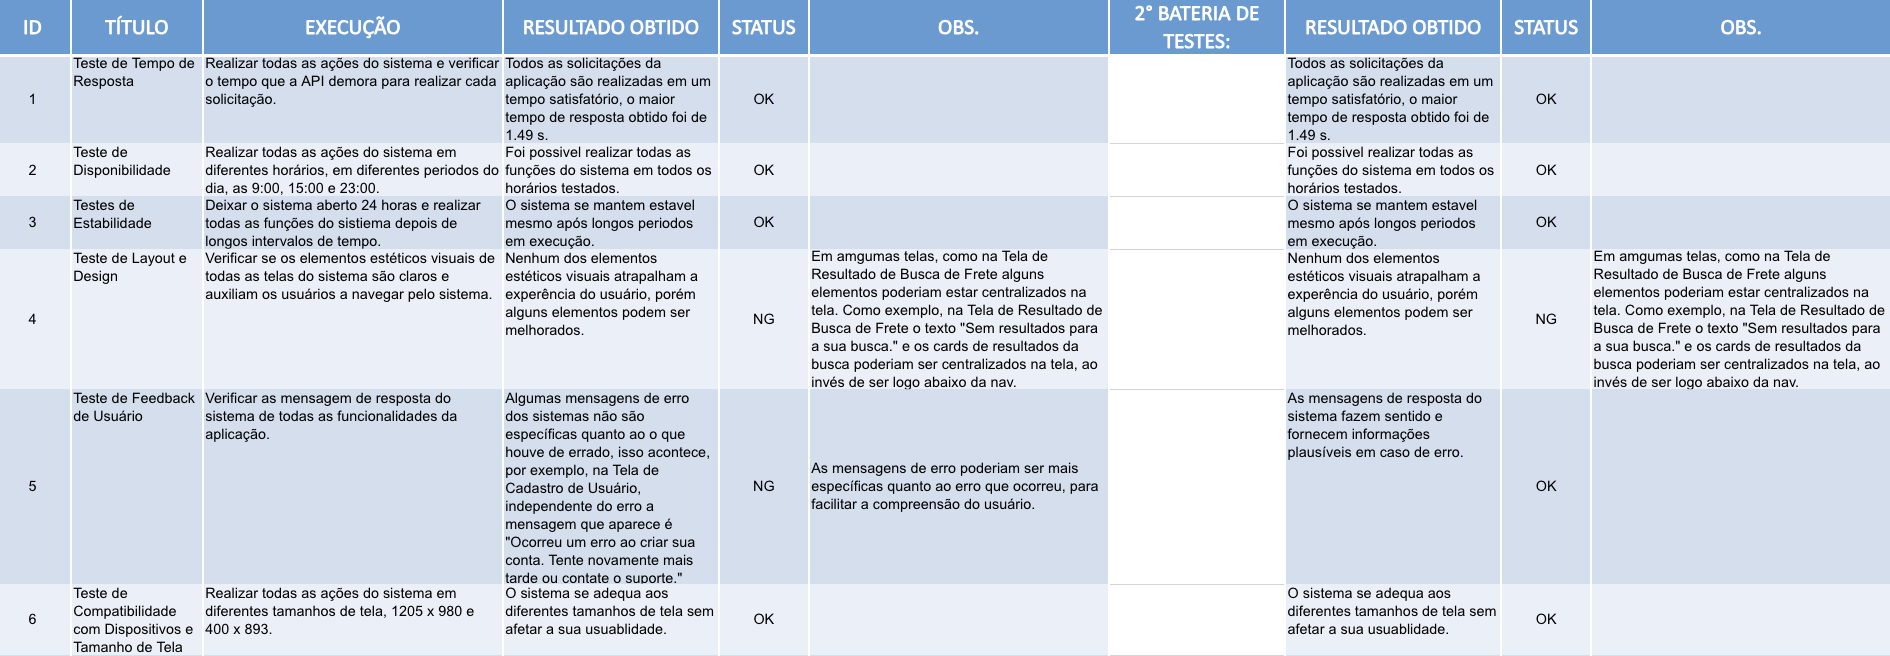 ID
TÍTULO
EXECUÇÃO
RESULTADO OBTIDO
STATUS
OBS.
2° BATERIA DE
TESTES:
RESULTADO OBTIDO
STATUS
OBS.
1
Teste de Tempo de
Resposta
Realizar todas as ações do sistema e verificar
o tempo que a API demora para realizar cada
solicitação.
Todos as solicitações da
aplicação são realizadas em um
tempo satisfatório, o maior
tempo de resposta obtido foi de
1.49 s.
OK
Todos as solicitações da
aplicação são realizadas em um
tempo satisfatório, o maior
tempo de resposta obtido foi de
1.49 s.
OK
2
Teste de
Disponibilidade
Realizar todas as ações do sistema em
diferentes horários, em diferentes periodos do
dia, as 9:00, 15:00 e 23:00.
Foi possivel realizar todas as
funções do sistema em todos os
horários testados.
OK
Foi possivel realizar todas as
funções do sistema em todos os
horários testados.
OK
3
Testes de
Estabilidade
Deixar o sistema aberto 24 horas e realizar
todas as funções do sistiema depois de
longos intervalos de tempo.
O sistema se mantem estavel
mesmo após longos periodos
em execução.
OK
O sistema se mantem estavel
mesmo após longos periodos
em execução.
OK
4
Teste de Layout e
Design
Verificar se os elementos estéticos visuais de
todas as telas do sistema são claros e
auxiliam os usuários a navegar pelo sistema.
Nenhum dos elementos
estéticos visuais atrapalham a
experência do usuário, porém
alguns elementos podem ser
melhorados.
NG
Em amgumas telas, como na Tela de
Resultado de Busca de Frete alguns
elementos poderiam estar centralizados na
tela. Como exemplo, na Tela de Resultado de
Busca de Frete o texto "Sem resultados para
a sua busca." e os cards de resultados da
busca poderiam ser centralizados na tela, ao
invés de ser logo abaixo da nav.
Nenhum dos elementos
estéticos visuais atrapalham a
experência do usuário, porém
alguns elementos podem ser
melhorados.
NG
Em amgumas telas, como na Tela de
Resultado de Busca de Frete alguns
elementos poderiam estar centralizados na
tela. Como exemplo, na Tela de Resultado de
Busca de Frete o texto "Sem resultados para
a sua busca." e os cards de resultados da
busca poderiam ser centralizados na tela, ao
invés de ser logo abaixo da nav.
5
Teste de Feedback
de Usuário
Verificar as mensagem de resposta do
sistema de todas as funcionalidades da
aplicação.
Algumas mensagens de erro
dos sistemas não são
específicas quanto ao o que
houve de errado, isso acontece,
por exemplo, na Tela de
Cadastro de Usuário,
independente do erro a
mensagem que aparece é
"Ocorreu um erro ao criar sua
conta. Tente novamente mais
tarde ou contate o suporte."
NG
As mensagens de erro poderiam ser mais
específicas quanto ao erro que ocorreu, para
facilitar a compreensão do usuário.
As mensagens de resposta do
sistema fazem sentido e
fornecem informações
plausíveis em caso de erro.
OK
6
Teste de
Compatibilidade
com Dispositivos e
Tamanho de Tela
Realizar todas as ações do sistema em
diferentes tamanhos de tela, 1205 x 980 e
400 x 893.
O sistema se adequa aos
diferentes tamanhos de tela sem
afetar a sua usuablidade.
OK
O sistema se adequa aos
diferentes tamanhos de tela sem
afetar a sua usuablidade.
OK